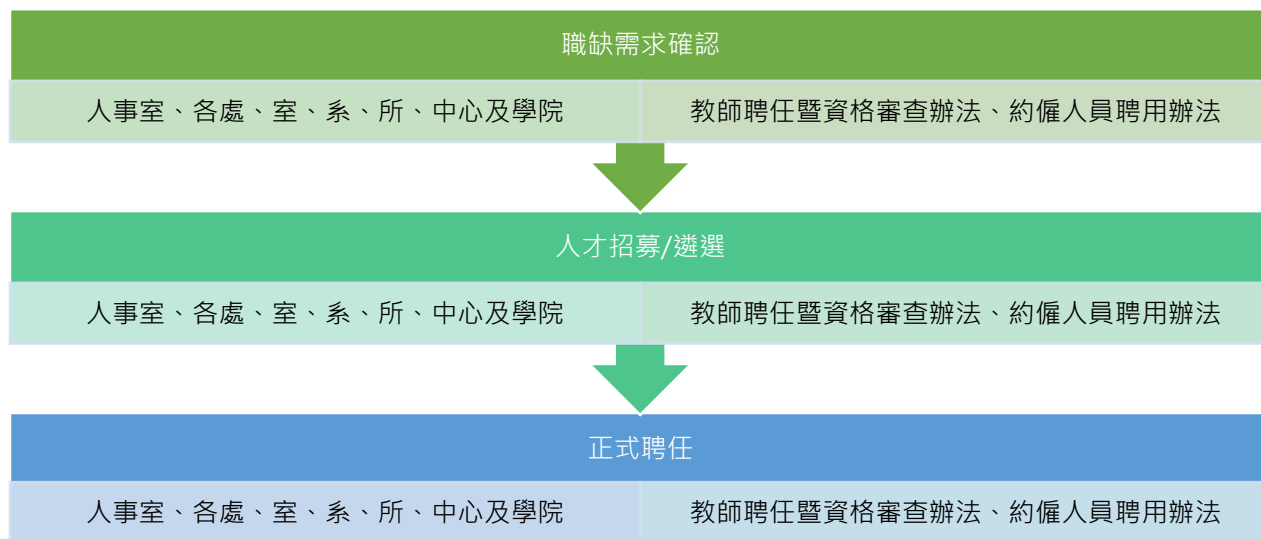 職缺需求確認
人事室、各處、室、系、所、中心及學院
教師聘任暨資格審查辦法、約僱人員聘用辦法
人才招募/遴選
人事室、各處、室、系、所、中心及學院
教師聘任暨資格審查辦法、約僱人員聘用辦法
正式聘任
人事室、各處、室、系、所、中心及學院
教師聘任暨資格審查辦法、約僱人員聘用辦法